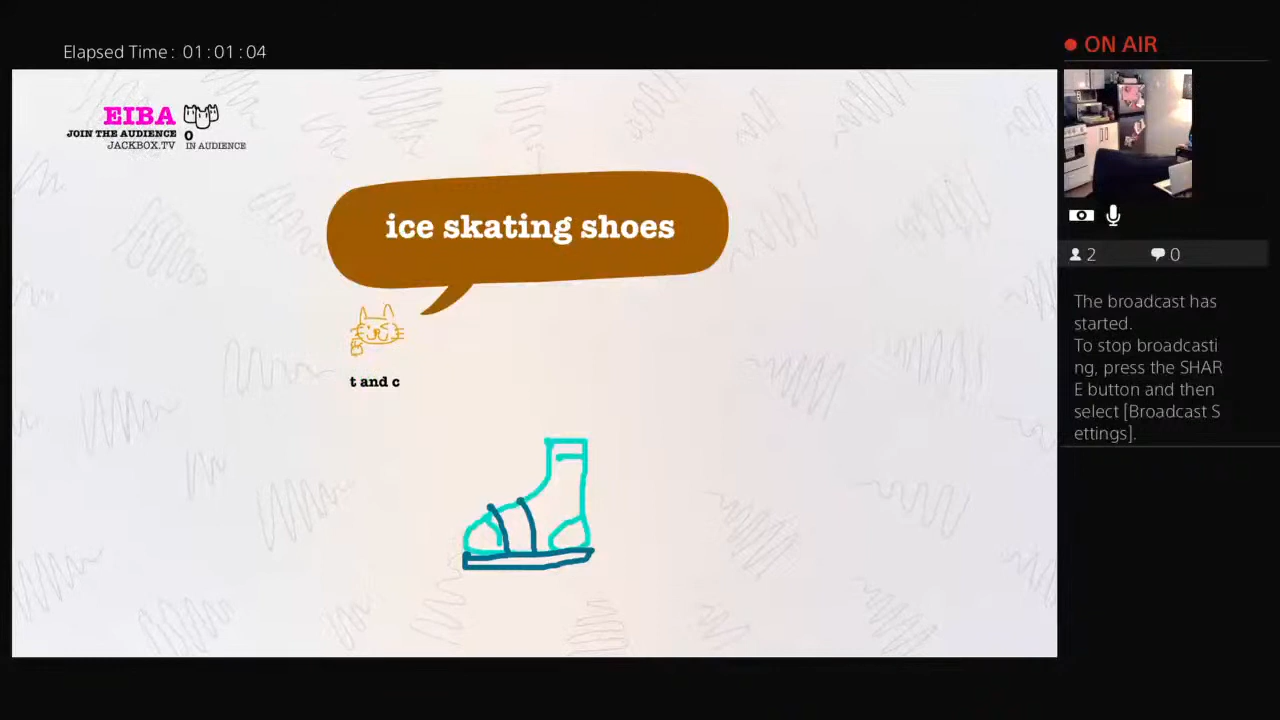 Elapsed Time: 01:01:04
ON AIR
EIBA
JOIN THE AUDIENCE 0
JACKBOX.TV IN AUDIENCE
ice skating shoes
t and c
2 0
The broadcast has
started.
To stop broadcasti
ng, press the SHAR
E button and then
select [Broadcast S
ettings].